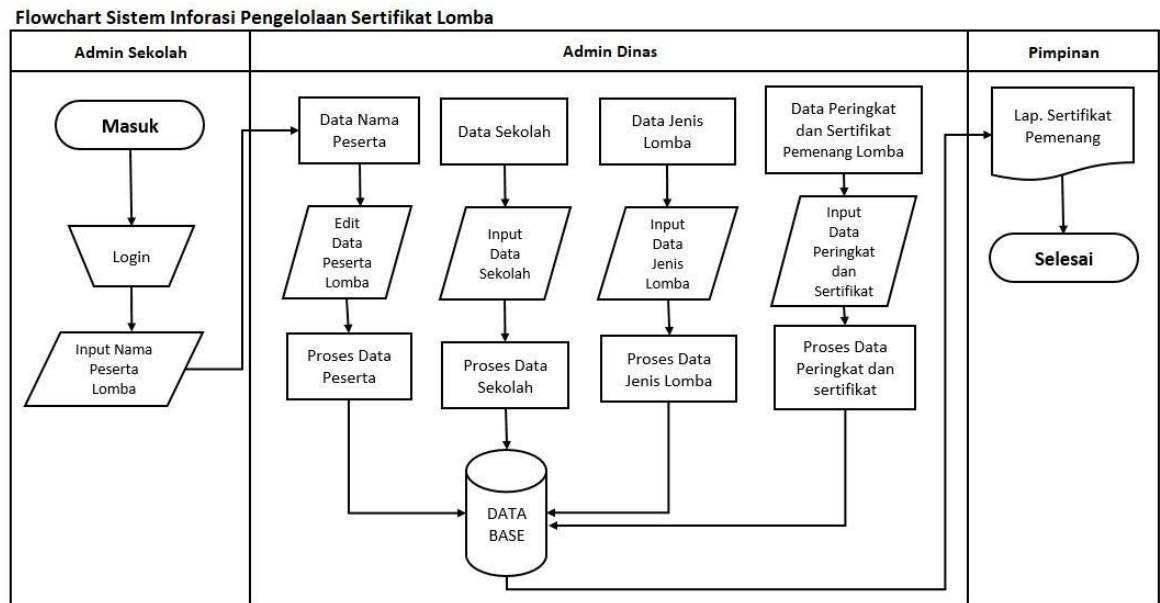 Flowchart Sistem Inforasi Pengelolaan Sertifikat Lomba
Admin Sekolah
Admin Dinas
Pimpinan
Masuk
Login
Input Nama
Peserta
Lomba
Data Nama
Peserta
Edit
Data
Peserta
Lomba
Proses Data
Peserta
Data Sekolah
Input
Data
Sekolah
Proses Data
Sekolah
Data Jenis
Lomba
Input
Data
Jenis
Lomba
Proses Data
Jenis Lomba
Data Peringkat
dan Sertifikat
Pemenang Lomba
Input
Data
Peringkat
dan
Sertifikat
Proses Data
Peringkat dan
sertifikat
DATA
BASE
Lap. Sertifikat
Pemenang
Selesai